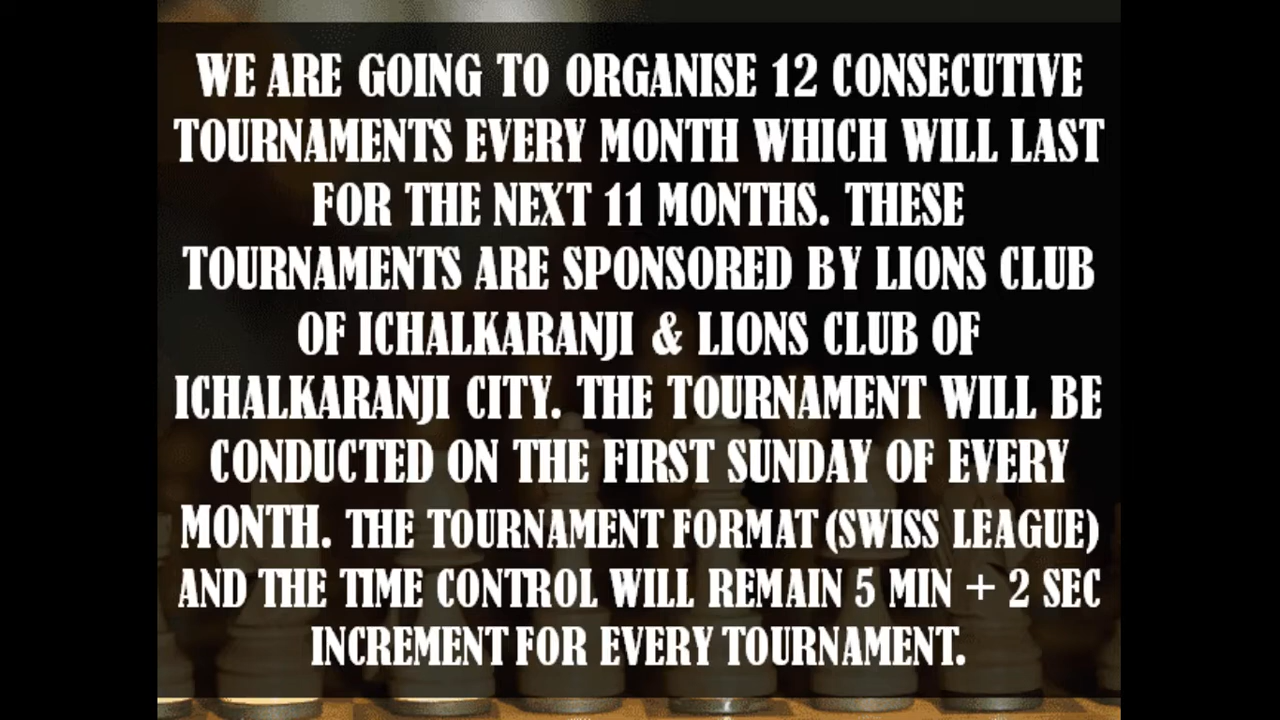 WE ARE GOING TO ORGANISE 12 CONSECUTIVE
TOURNAMENTS EVERY MONTH WHICH WILL LAST
FOR THE NEXT 11 MONTHS. THESE
TOURNAMENTS ARE SPONSORED BY LIONS CLUB
OF ICHALKARANJI & LIONS CLUB OF
ICHALKARANJI CITY. THE TOURNAMENT WILL BE
CONDUCTED ON THE FIRST SUNDAY OF EVERY
MONTH. THE TOURNAMENT FORMAT (SWISS LEAGUE)
AND THE TIME CONTROL WILL REMAIN 5 MIN + 2 SEC
INCREMENT FOR EVERY TOURNAMENT.